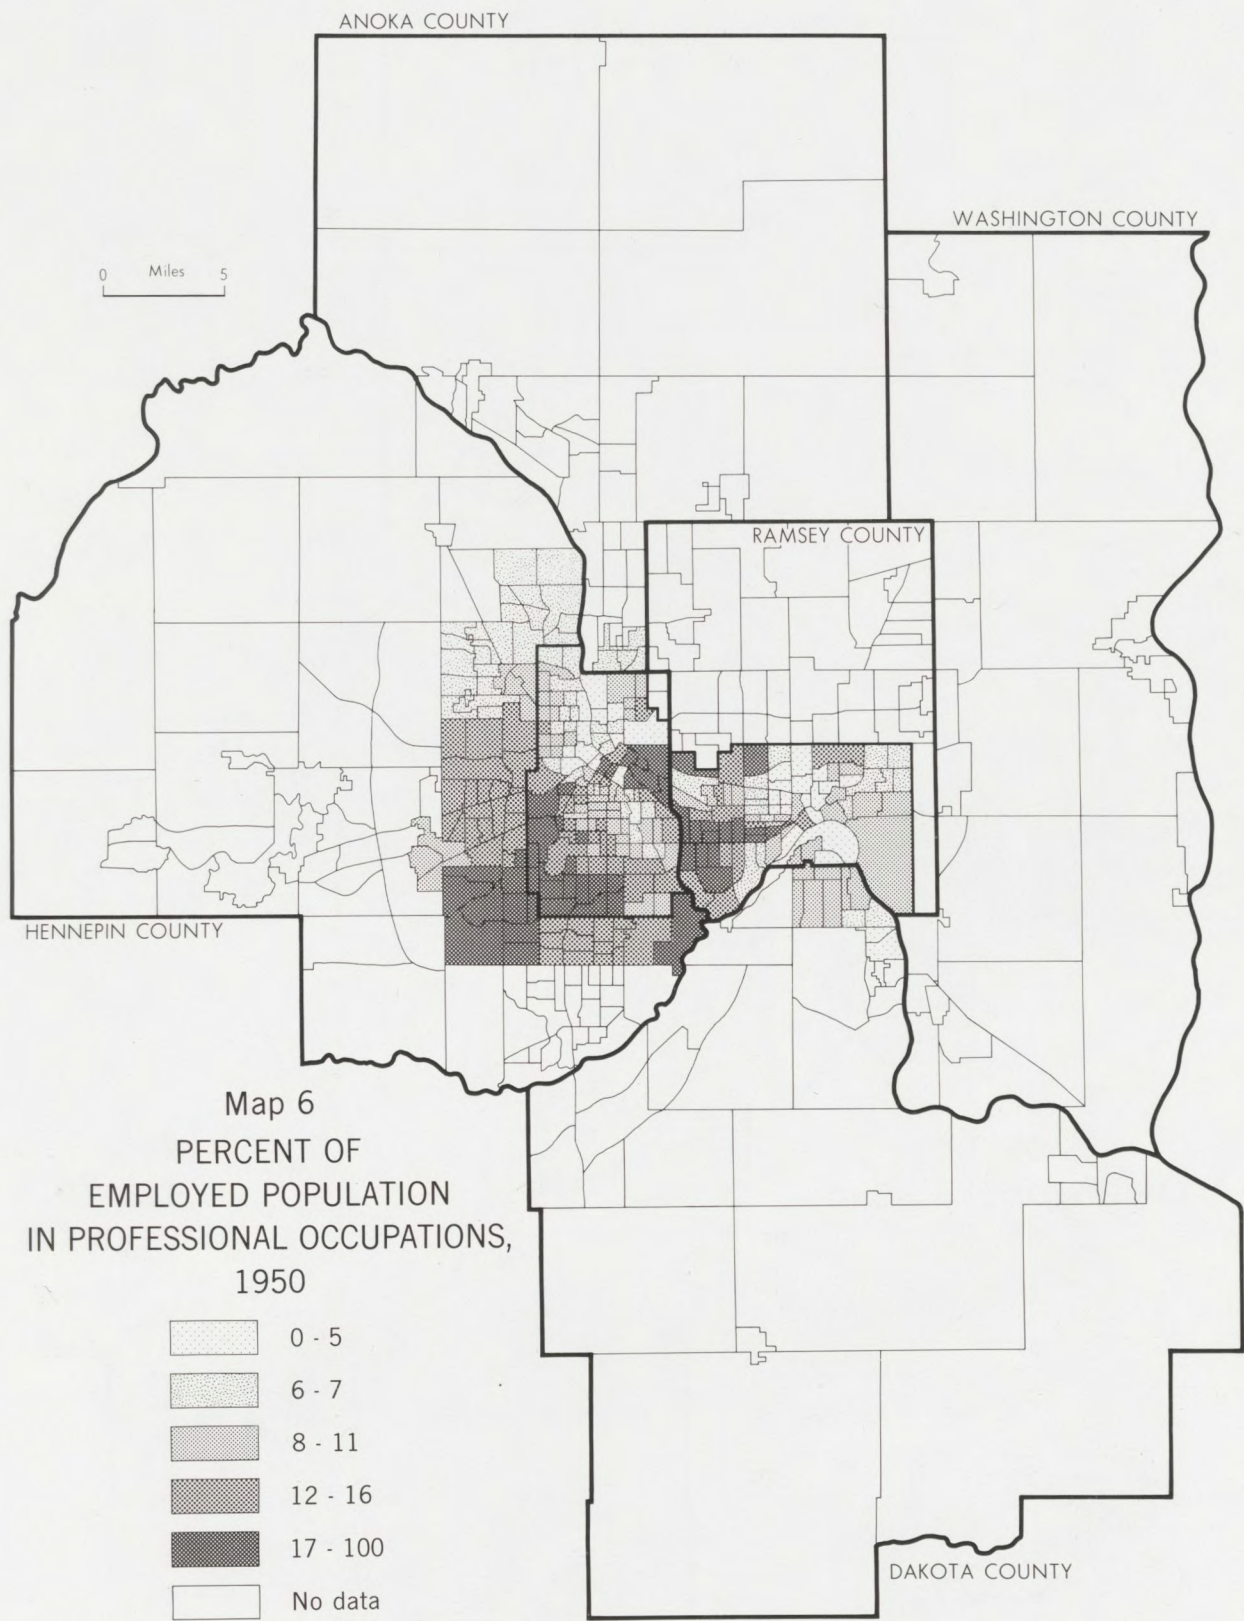 ANOKA COUNTY
WASHINGTON COUNTY
0 Miles 5
RAMSEY COUNTY
HENNEPIN COUNTY
Map 6
PERCENT OF
EMPLOYED POPULATION
IN PROFESSIONAL OCCUPATIONS,
1950
0 - 5
6 - 7
8 - 11
12 - 16
17 - 100
No data
DAKOTA COUNTY